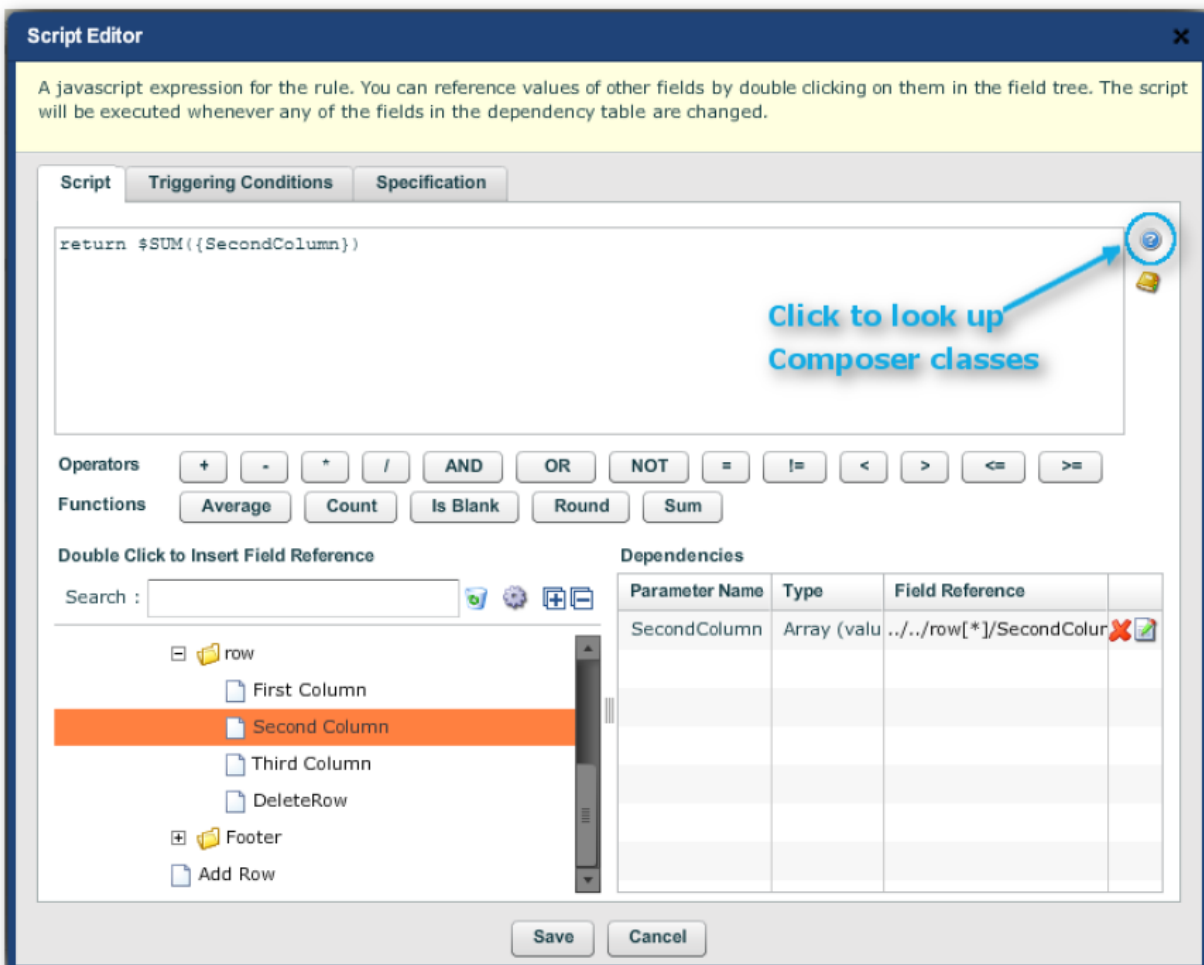 Script Editor
A javascript expression for the rule. You can reference values of other fields by double clicking on them in the field tree. The script
will be executed whenever any of the fields in the dependency table are changed.
Script Triggering Conditions Specification
return $SUM({SecondColumn})
Click to look up
Composer classes
Operators + - * / AND OR NOT = != < > <= >=
Functions Average Count Is Blank Round Sum
Double Click to Insert Field Reference
Search :
row
First Column
Second Column
Third Column
DeleteRow
Footer
Add Row
Dependencies
Parameter Name Type Field Reference
SecondColumn Array (valu ../../row[*]/SecondColur
Save Cancel